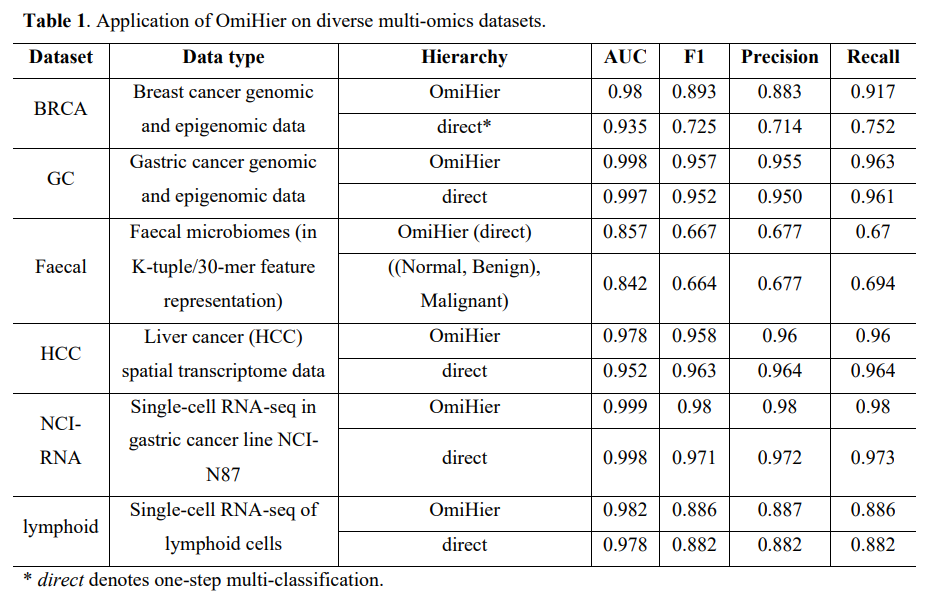 Table 1. Application of OmiHier on diverse multi-omics datasets.
Dataset Data type Hierarchy AUC F1 Precision Recall
BRCA
Breast cancer genomic
and epigenomic data
OmiHier 0.98 0.893 0.883 0.917
direct* 0.935 0.725 0.714 0.752
GC
Gastric cancer genomic
and epigenomic data
OmiHier 0.998 0.957 0.955 0.963
direct 0.997 0.952 0.950 0.961
Faecal
Faecal microbiomes (in
K-tuple/30-mer feature
representation)
OmiHier (direct) 0.857 0.667 0.677 0.67
((Normal, Benign),
Malignant)
0.842 0.664 0.677 0.694
HCC
Liver cancer (HCC)
spatial transcriptome data
OmiHier 0.978 0.958 0.96 0.96
direct 0.952 0.963 0.964 0.964
NCI-
RNA
Single-cell RNA-seq in
gastric cancer line NCI-
N87
OmiHier 0.999 0.98 0.98 0.98
direct 0.998 0.971 0.972 0.973
lymphoid
Single-cell RNA-seq of
lymphoid cells
OmiHier 0.982 0.886 0.887 0.886
direct 0.978 0.882 0.882 0.882
* direct denotes one-step multi-classification.